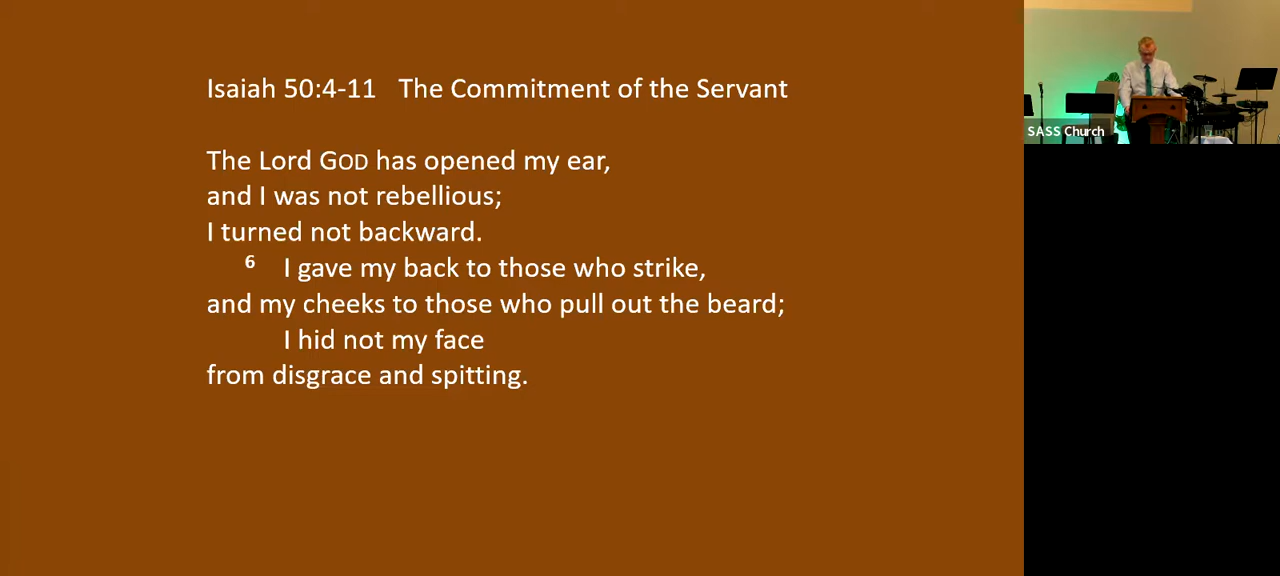 Isaiah 50:4-11 The Commitment of the Servant
The Lord GOD has opened my ear,
and I was not rebellious;
I turned not backward.
6 I gave my back to those who strike,
and my cheeks to those who pull out the beard;
I hid not my face
from disgrace and spitting.
SASS Church